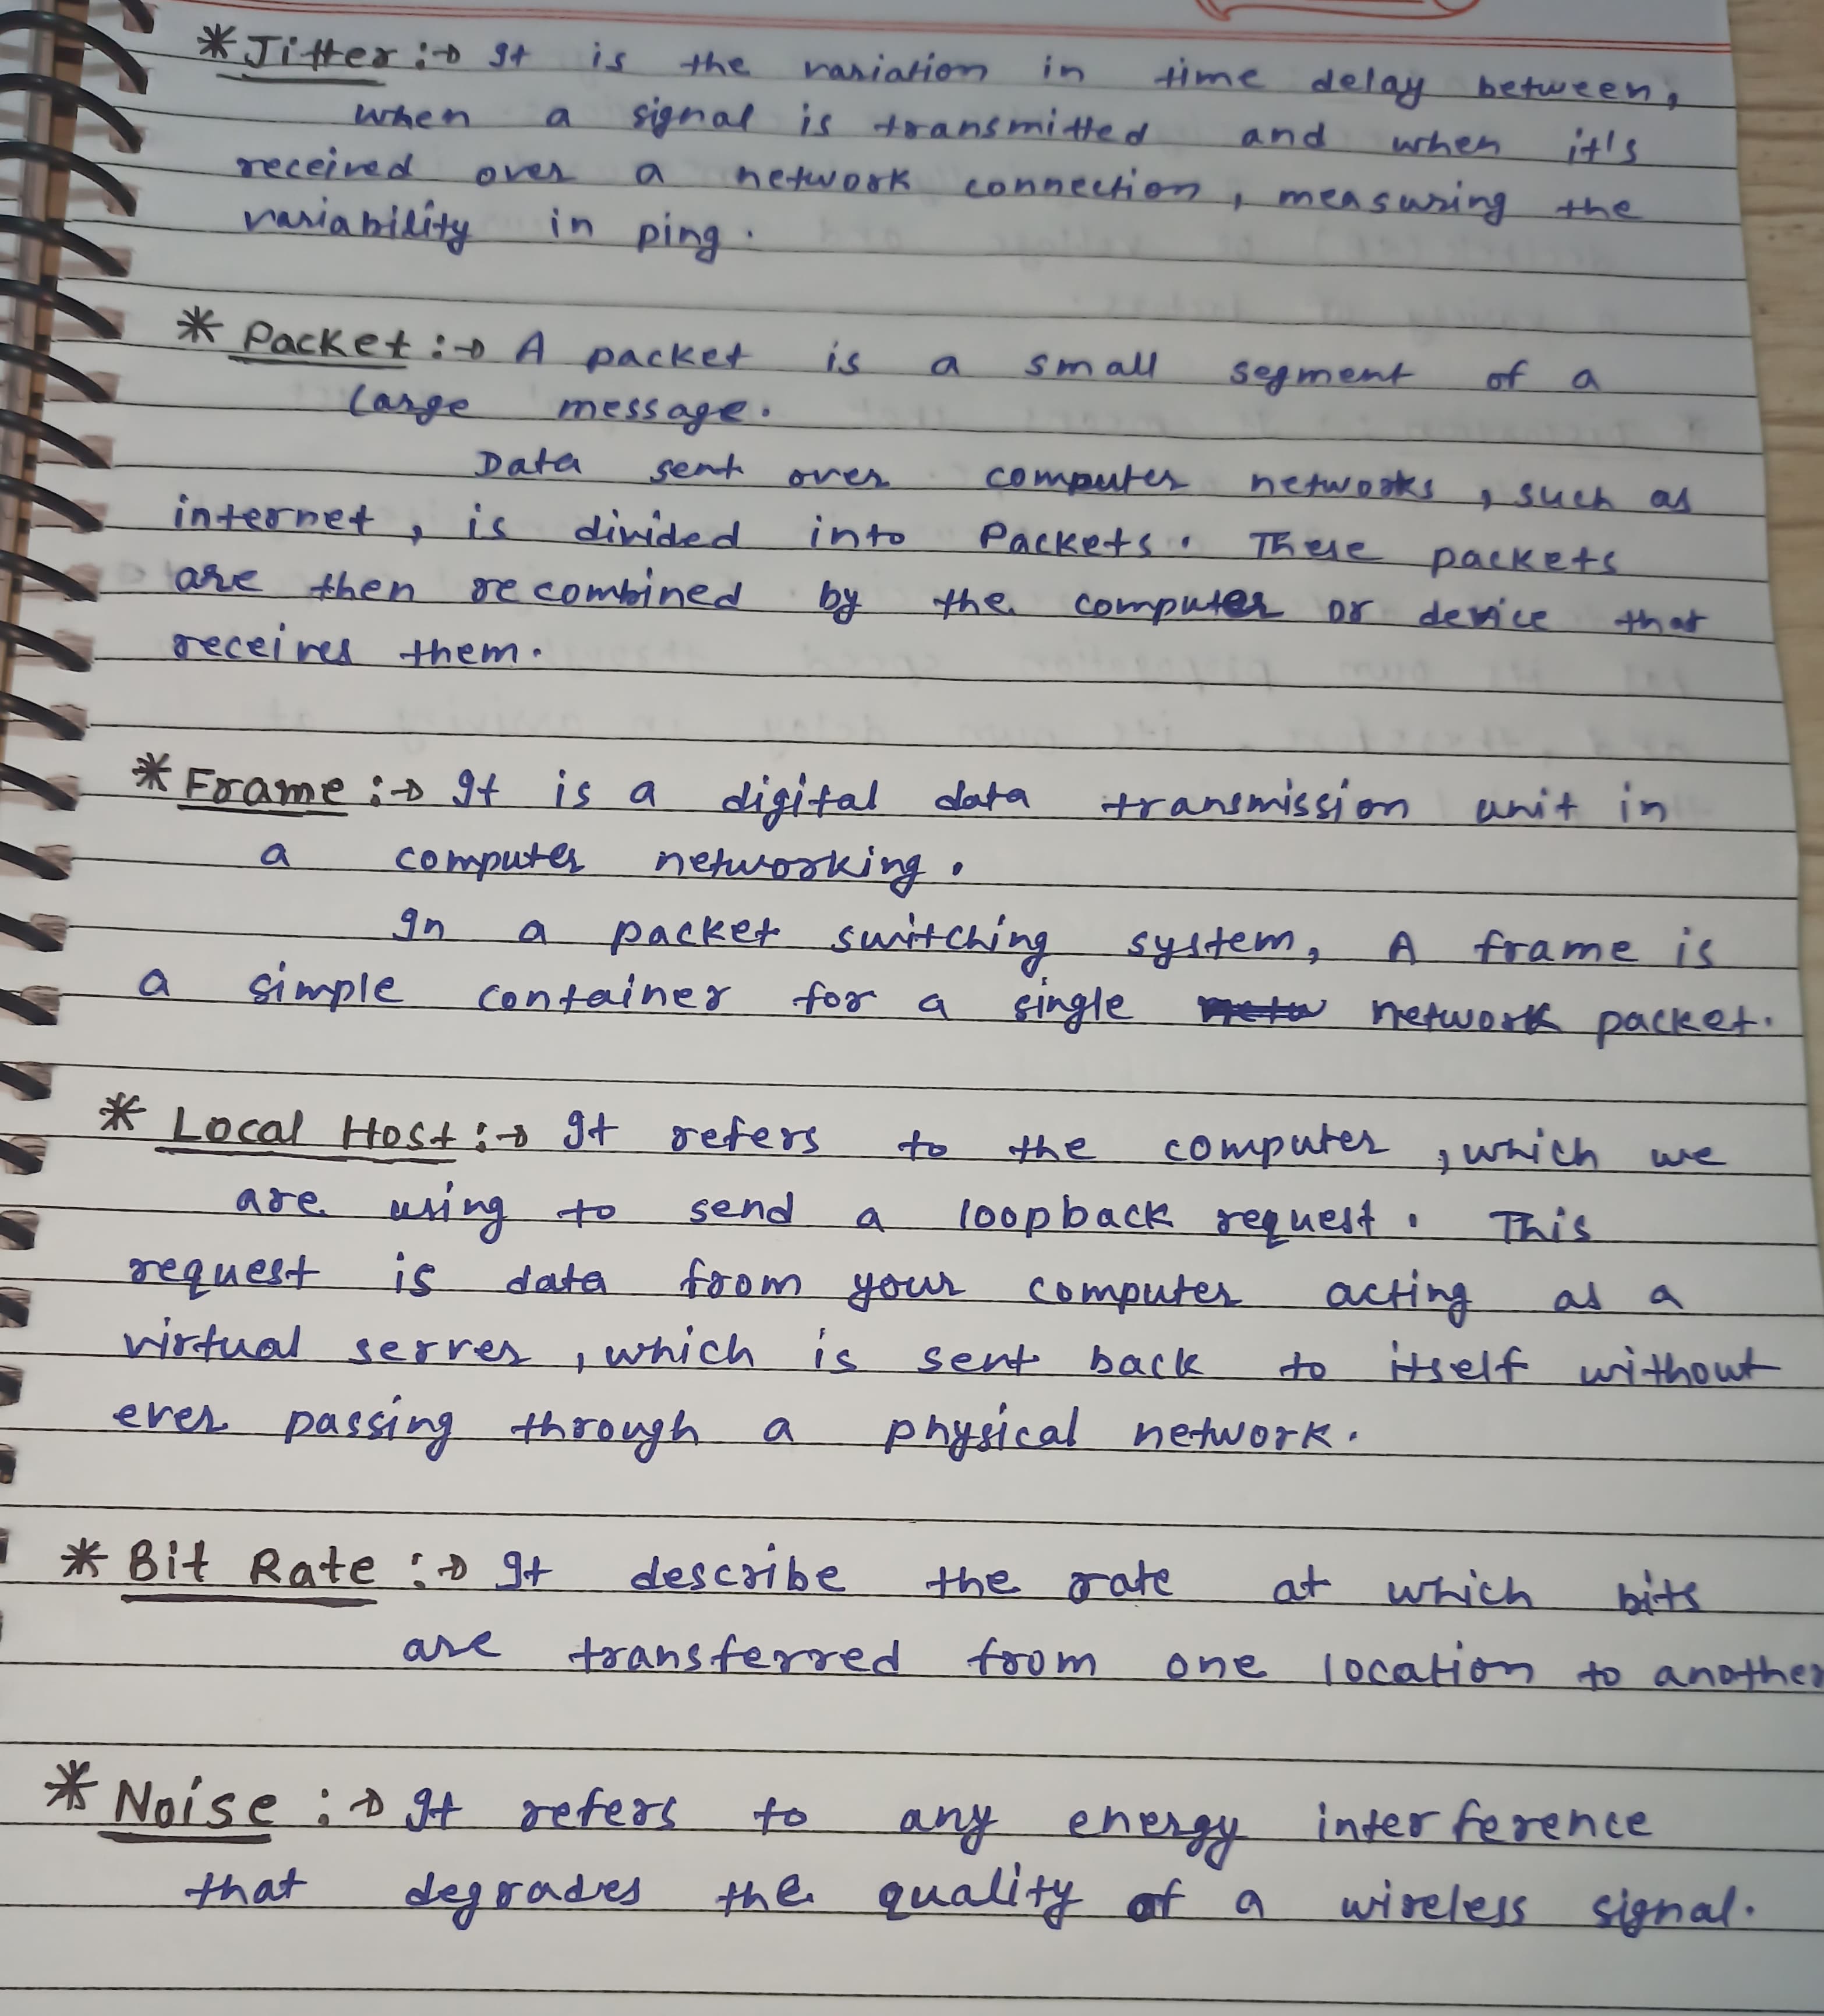 * Jitter :→ It is the variation in time delay between,
when a signal is transmitted and when it's
received over a network connection, measuring the
variability in ping.
* Packet :→ A packet is a small segment of a
large message.
Data sent over computer networks, such as
internet, is divided into Packets. These packets
are then recombined by the computer or device that
receives them.
* Frame :→ It is a digital data transmission unit in
a computer networking.
In a packet switching system, A frame is
a simple container for a single network packet.
* Local Host :→ It refers to the computer, which we
are using to send a loopback request. This
request is data from your computer acting as a
virtual server, which is sent back to itself without
ever passing through a physical network.
* Bit Rate :→ It describe the rate at which bits
are transferred from one location to another
* Noise :→ It refers to any energy interference
that degrades the quality of a wireless signal.